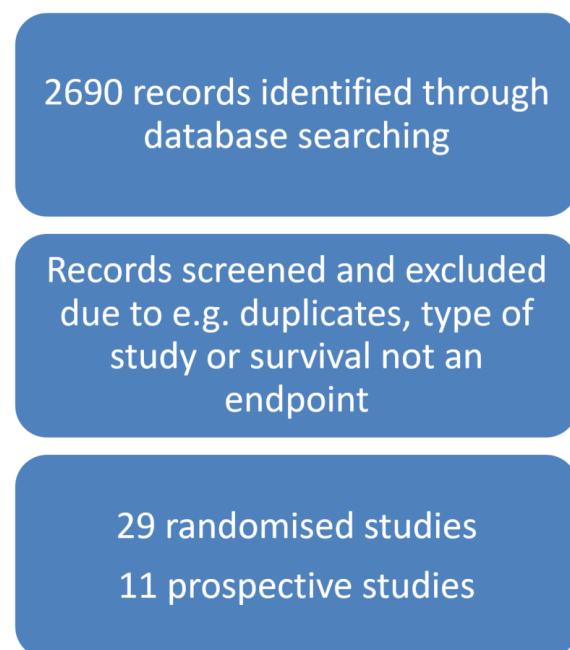 2690 records identified through
database searching
Records screened and excluded
due to e.g. duplicates, type of
study or survival not an
endpoint
29 randomised studies
11 prospective studies